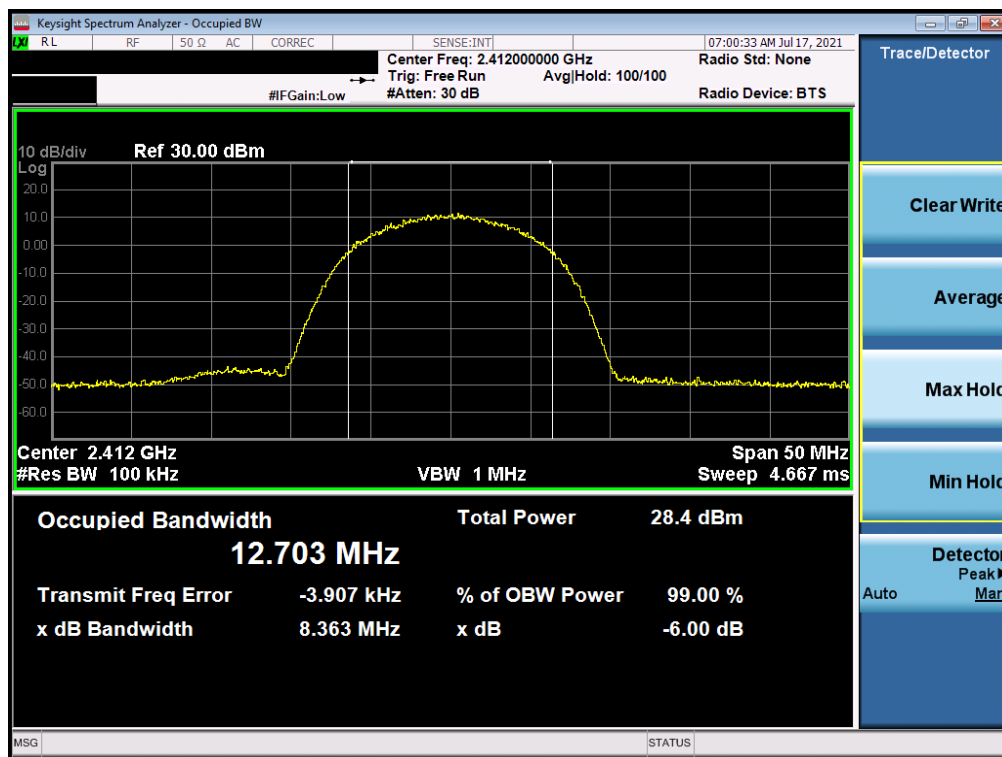 Keysight Spectrum Analyzer - Occupied BW
LXI RL RF 50 Ω AC CORREC SENSE:INT 07:00:33 AM Jul 17, 2021
Center Freq: 2.412000000 GHz Radio Std: None
Trig: Free Run Avg|Hold: 100/100
#IFGain:Low #Atten: 30 dB Radio Device: BTS
Trace/Detector
10 dB/div Ref 30.00 dBm
Log
20.0
10.0
0.00
-10.0
-20.0
-30.0
-40.0
-50.0
-60.0
Center 2.412 GHz Span 50 MHz
#Res BW 100 kHz VBW 1 MHz Sweep 4.667 ms
Occupied Bandwidth Total Power 28.4 dBm
12.703 MHz
Transmit Freq Error -3.907 kHz % of OBW Power 99.00 %
x dB Bandwidth 8.363 MHz x dB -6.00 dB
Clear Write
Average
Max Hold
Min Hold
Detector
Peak
Auto Man
MSG STATUS